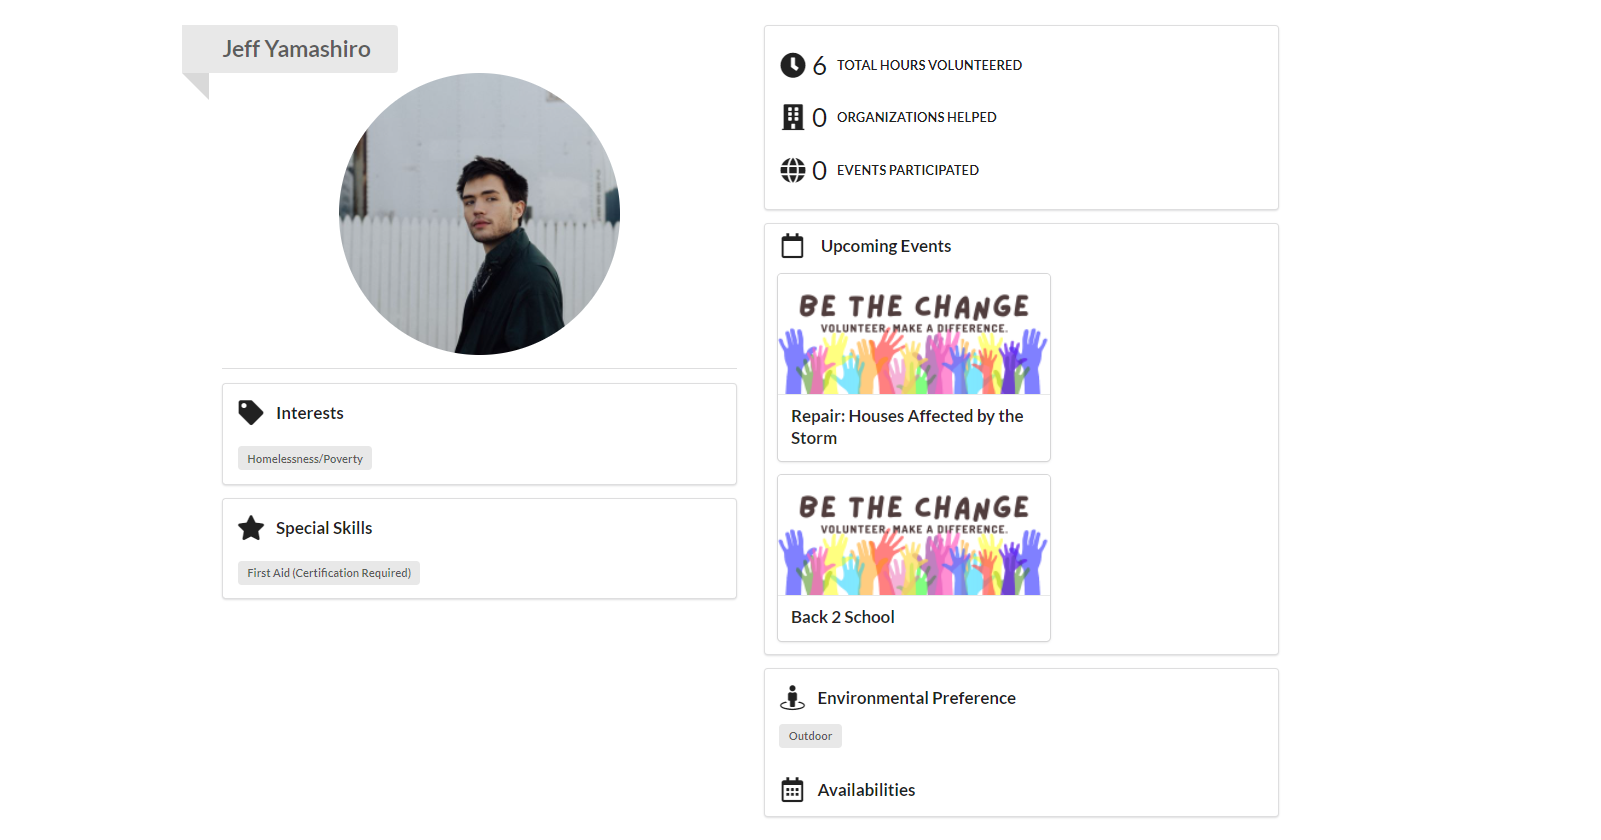 Jeff Yamashiro
Interests
Homelessness/Poverty
Special Skills
First Aid (Certification Required)
6 TOTAL HOURS VOLUNTEERED
0 ORGANIZATIONS HELPED
0 EVENTS PARTICIPATED
Upcoming Events
BE THE CHANGE
VOLUNTEER. MAKE A DIFFERENCE.
Repair: Houses Affected by the
Storm
BE THE CHANGE
VOLUNTEER. MAKE A DIFFERENCE.
Back 2 School
Environmental Preference
Outdoor
Availabilities